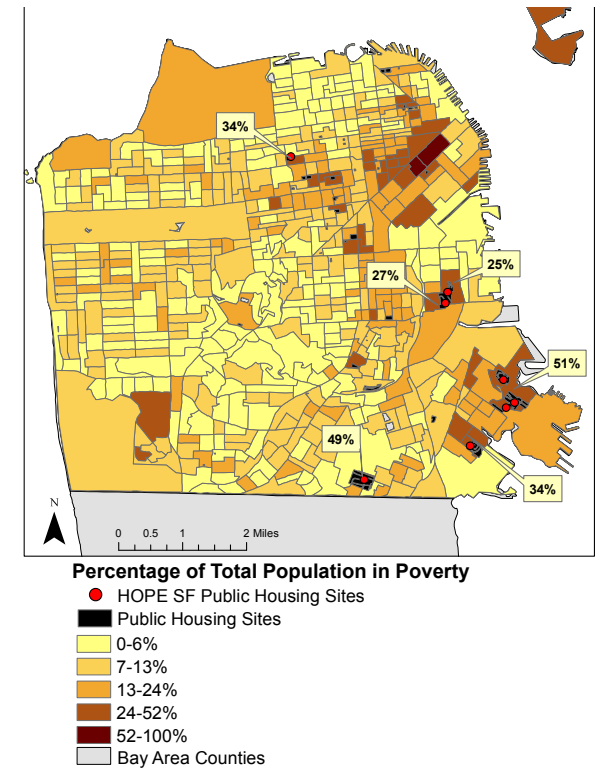 34%
25%
27%
51%
49%
34%
N
0 0.5 1 2 Miles
Percentage of Total Population in Poverty
HOPE SF Public Housing Sites
Public Housing Sites
0-6%
7-13%
13-24%
24-52%
52-100%
Bay Area Counties